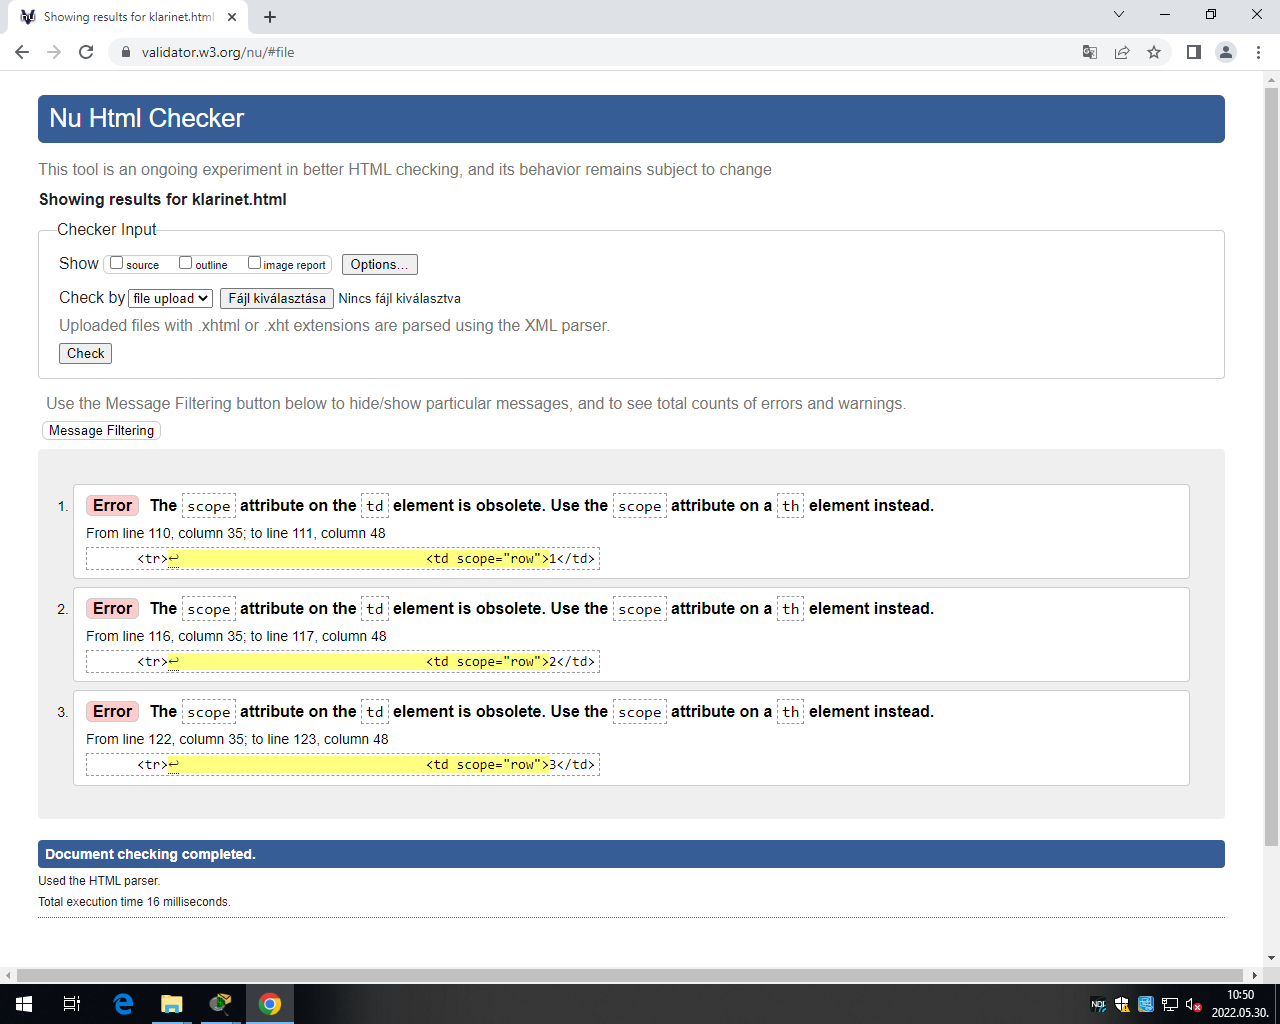 Showing results for klarinet.html
validator.w3.org/nu/#file
Nu Html Checker
This tool is an ongoing experiment in better HTML checking, and its behavior remains subject to change
Showing results for klarinet.html
Checker Input
Show source outline image report Options...
Check by file upload Fájl kiválasztása Nincs fájl kiválasztva
Uploaded files with .xhtml or .xht extensions are parsed using the XML parser.
Check
Use the Message Filtering button below to hide/show particular messages, and to see total counts of errors and warnings.
Message Filtering
1. Error The scope attribute on the td element is obsolete. Use the scope attribute on a th element instead.
From line 110, column 35; to line 111, column 48
<tr>↩ <td scope="row">1</td>
2. Error The scope attribute on the td element is obsolete. Use the scope attribute on a th element instead.
From line 116, column 35; to line 117, column 48
<tr>↩ <td scope="row">2</td>
3. Error The scope attribute on the td element is obsolete. Use the scope attribute on a th element instead.
From line 122, column 35; to line 123, column 48
<tr>↩ <td scope="row">3</td>
Document checking completed.
Used the HTML parser.
Total execution time 16 milliseconds.
10:50
2022.05.30.